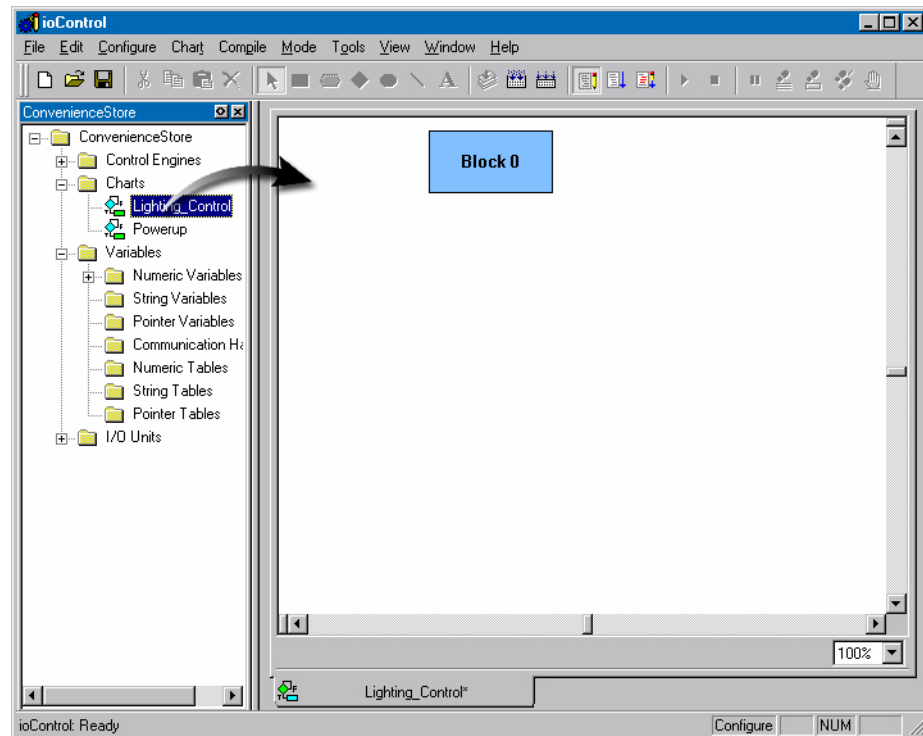 ioControl
File Edit Configure Chart Compile Mode Tools View Window Help
ConvenienceStore
ConvenienceStore
Control Engines
Charts
Lighting_Control
Powerup
Variables
Numeric Variables
String Variables
Pointer Variables
Communication Ha
Numeric Tables
String Tables
Pointer Tables
I/O Units
Block 0
100%
Lighting_Control*
ioControl: Ready
Configure NUM